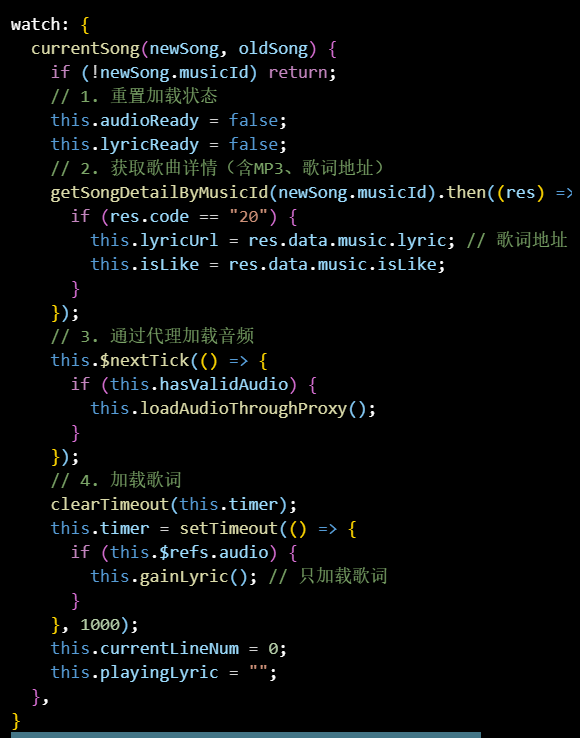 watch: {
  currentSong(newSong, oldSong) {
    if (!newSong.musicId) return;
    // 1. 重置加载状态
    this.audioReady = false;
    this.lyricReady = false;
    // 2. 获取歌曲详情（含MP3、歌词地址）
    getSongDetailByMusicId(newSong.musicId).then((res) =>
      if (res.code == "20") {
        this.lyricUrl = res.data.music.lyric; // 歌词地址
        this.isLike = res.data.music.isLike;
      }
    });
    // 3. 通过代理加载音频
    this.$nextTick(() => {
      if (this.hasValidAudio) {
        this.loadAudioThroughProxy();
      }
    });
    // 4. 加载歌词
    clearTimeout(this.timer);
    this.timer = setTimeout(() => {
      if (this.$refs.audio) {
        this.gainLyric(); // 只加载歌词
      }
    }, 1000);
    this.currentLineNum = 0;
    this.playingLyric = "";
  },
}